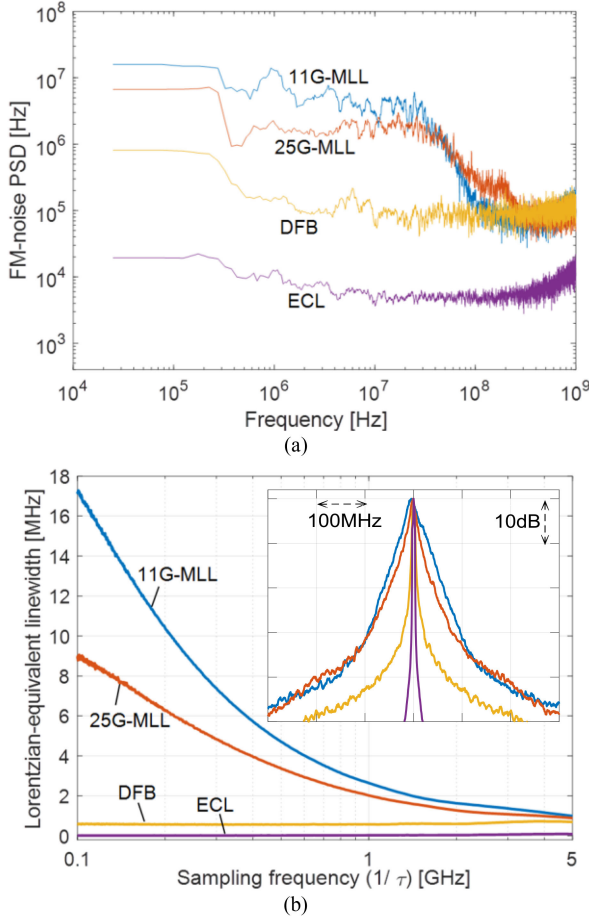 10^8
10^7
10^6
10^5
10^4
10^3
FM-noise PSD [Hz]
11G-MLL
25G-MLL
DFB
ECL
10^4 10^5 10^6 10^7 10^8 10^9
Frequency [Hz]
(a)
18
16
14
12
10
8
6
4
2
0
Lorentzian-equivalent linewidth [MHz]
100MHz
10dB
11G-MLL
25G-MLL
DFB
ECL
0.1 1 5
Sampling frequency (1/ τ) [GHz]
(b)